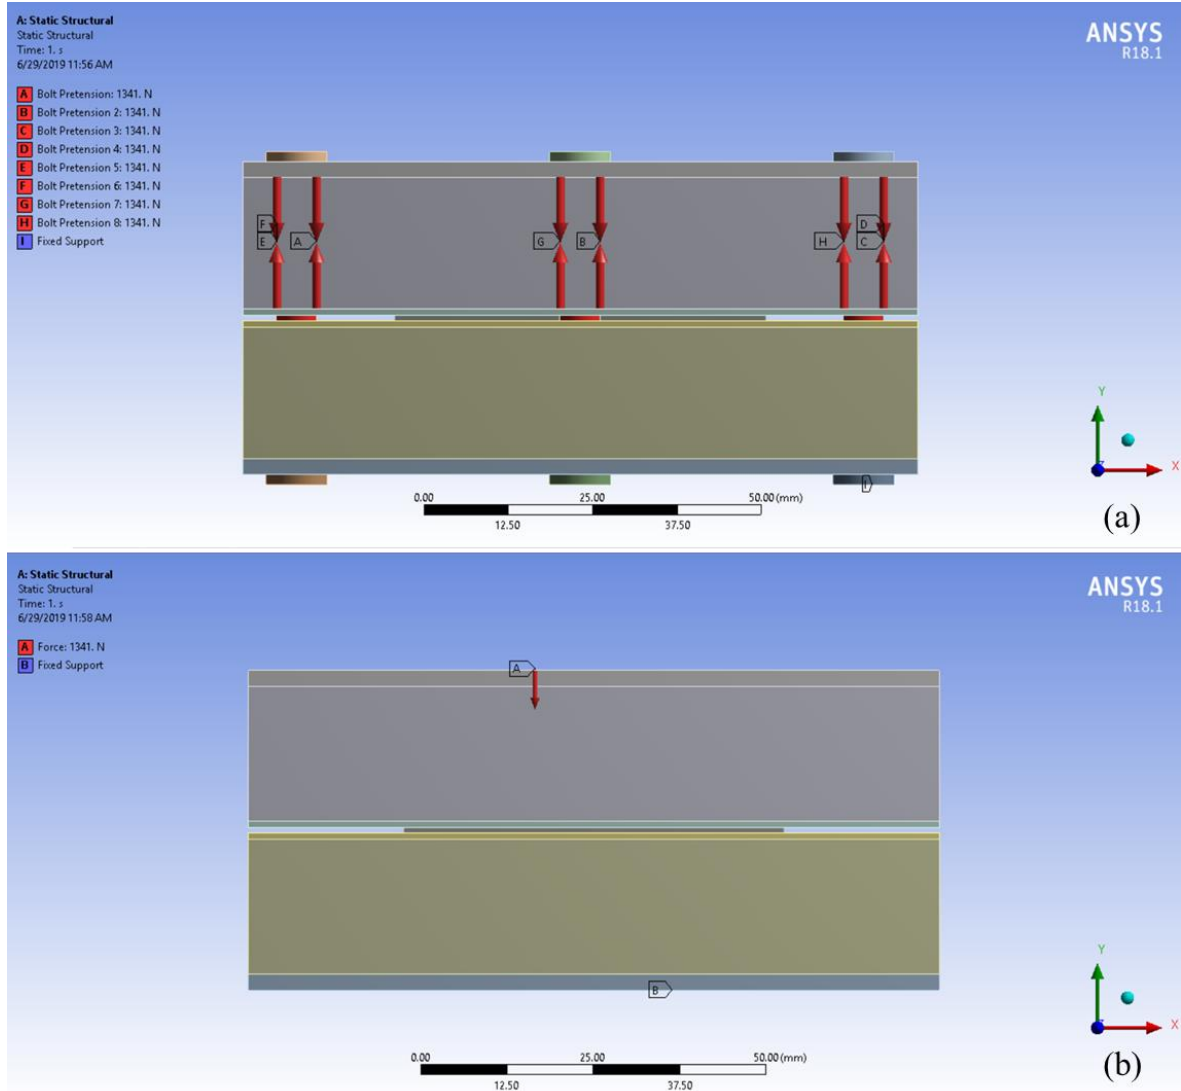 A: Static Structural
Static Structural
Time: 1. s
6/29/2019 11:56 AM
A Bolt Pretension: 1341. N
B Bolt Pretension 2: 1341. N
C Bolt Pretension 3: 1341. N
D Bolt Pretension 4: 1341. N
E Bolt Pretension 5: 1341. N
F Bolt Pretension 6: 1341. N
G Bolt Pretension 7: 1341. N
H Bolt Pretension 8: 1341. N
I Fixed Support
ANSYS
R18.1
F D
E A G B H C
I
Y
X
0.00 25.00 50.00 (mm)
12.50 37.50
(a)
A: Static Structural
Static Structural
Time: 1. s
6/29/2019 11:58 AM
A Force: 1341. N
B Fixed Support
ANSYS
R18.1
A
B
Y
X
0.00 25.00 50.00 (mm)
12.50 37.50
(b)